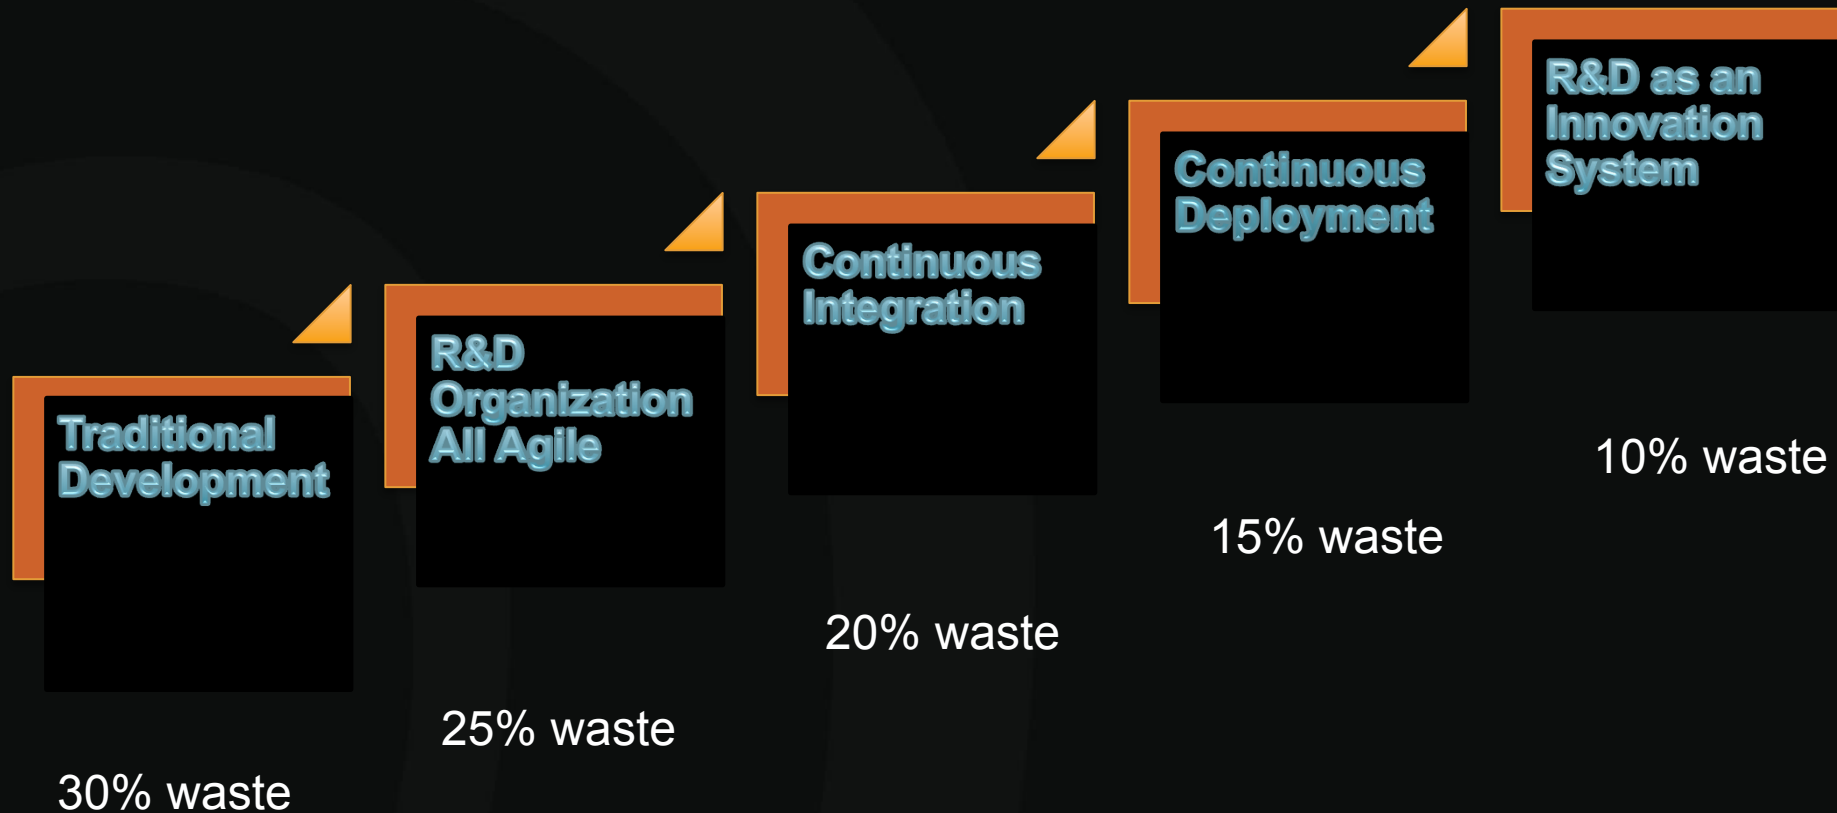 Traditional
Development
30% waste
R&D
Organization
All Agile
25% waste
Continuous
Integration
20% waste
Continuous
Deployment
15% waste
R&D as an
Innovation
System
10% waste